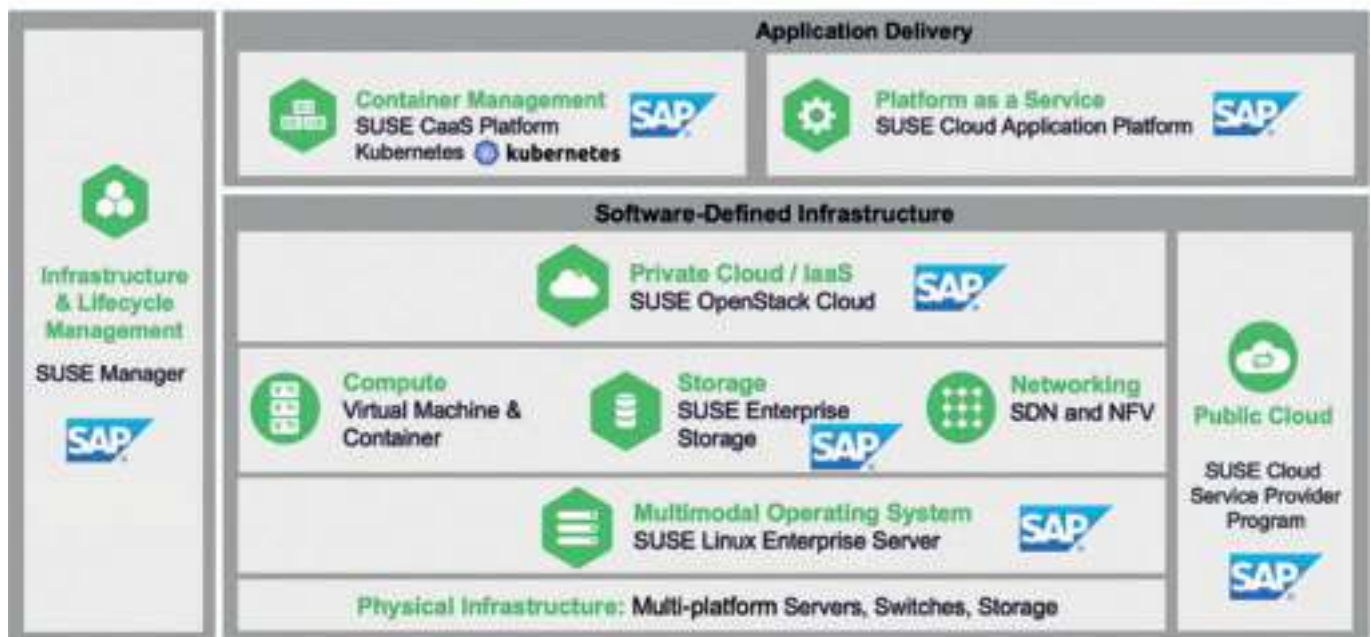 Application Delivery
Container Management
SUSE CaaS Platform
Kubernetes kubernetes
SAP
Platform as a Service
SUSE Cloud Application Platform
SAP
Infrastructure
& Lifecycle
Management
SUSE Manager
SAP
Software-Defined Infrastructure
Private Cloud / IaaS
SUSE OpenStack Cloud
SAP
Compute
Virtual Machine &
Container
Storage
SUSE Enterprise
Storage
SAP
Networking
SDN and NFV
Multimodal Operating System
SUSE Linux Enterprise Server
SAP
Physical Infrastructure: Multi-platform Servers, Switches, Storage
Public Cloud
SUSE Cloud
Service Provider
Program
SAP